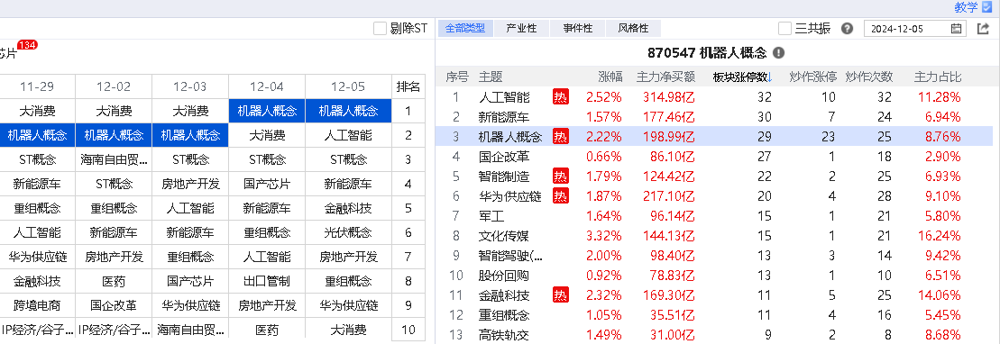 教学
剔除ST
全部类型 产业性 事件性 风格性
三共振 2024-12-05
芯片 134
870547 机器人概念
11-29 12-02 12-03 12-04 12-05 排名
大消费 大消费 大消费 机器人概念 机器人概念 1
机器人概念 机器人概念 机器人概念 大消费 人工智能 2
ST概念 海南自由贸... ST概念 ST概念 ST概念 3
新能源车 ST概念 房地产开发 国产芯片 新能源车 4
重组概念 重组概念 人工智能 新能源车 金融科技 5
人工智能 新能源车 新能源车 重组概念 光伏概念 6
华为供应链 房地产开发 重组概念 人工智能 房地产开发 7
金融科技 医药 国产芯片 出口管制 重组概念 8
跨境电商 国企改革 华为供应链 房地产开发 华为供应链 9
IP经济/谷子... IP经济/谷子... 海南自由贸... 医药 大消费 10
序号 主题 涨幅 主力净买额 板块涨停数↓ 炒作涨停 炒作次数 主力占比
1 人工智能 热 2.52% 314.98亿 32 10 32 11.28%
2 新能源车 1.57% 177.46亿 30 7 24 6.94%
3 机器人概念 热 2.22% 198.99亿 29 23 25 8.76%
4 国企改革 0.66% 86.10亿 27 1 18 2.90%
5 智能制造 热 1.79% 124.42亿 22 2 25 6.93%
6 华为供应链 热 1.87% 217.10亿 20 4 28 9.10%
7 军工 1.64% 96.14亿 15 1 21 5.80%
8 文化传媒 3.32% 144.13亿 15 1 21 16.24%
9 智能驾驶(... 2.00% 98.40亿 13 3 14 9.42%
10 股份回购 0.92% 78.83亿 13 1 10 6.51%
11 金融科技 热 2.32% 169.30亿 11 5 25 14.06%
12 重组概念 1.05% 35.51亿 11 4 16 5.45%
13 高铁轨交 1.49% 31.00亿 9 2 8 8.68%